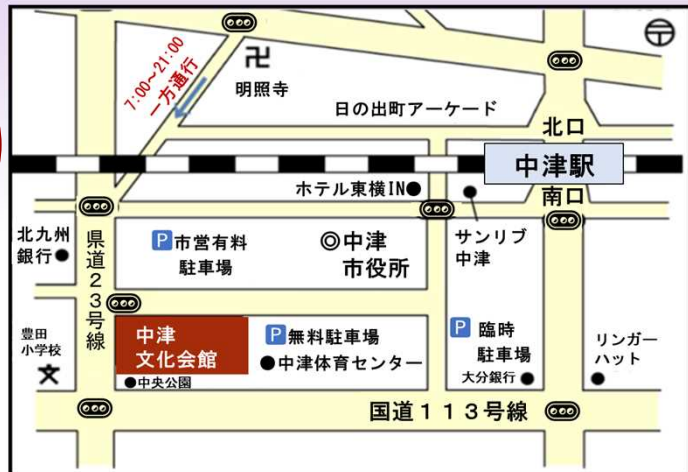 7:00~21:00
一方通行
明照寺
日の出町アーケード
北口
中津駅
南口
ホテル東横IN
サンリブ
中津
北九州
銀行
県道23号線
P市営有料
駐車場
中津
市役所
豊田
小学校
中津
文化会館
P無料駐車場
中津体育センター
中央公園
P臨時
駐車場
大分銀行
リンガー
ハット
国道113号線